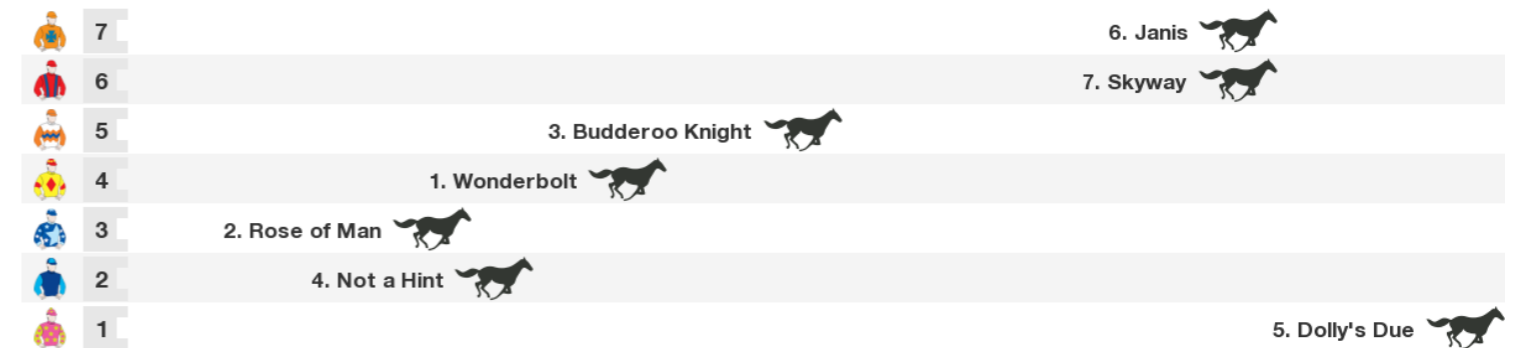 7 6. Janis
6 7. Skyway
5 3. Budderoo Knight
4 1. Wonderbolt
3 2. Rose of Man
2 4. Not a Hint
1 5. Dolly's Due